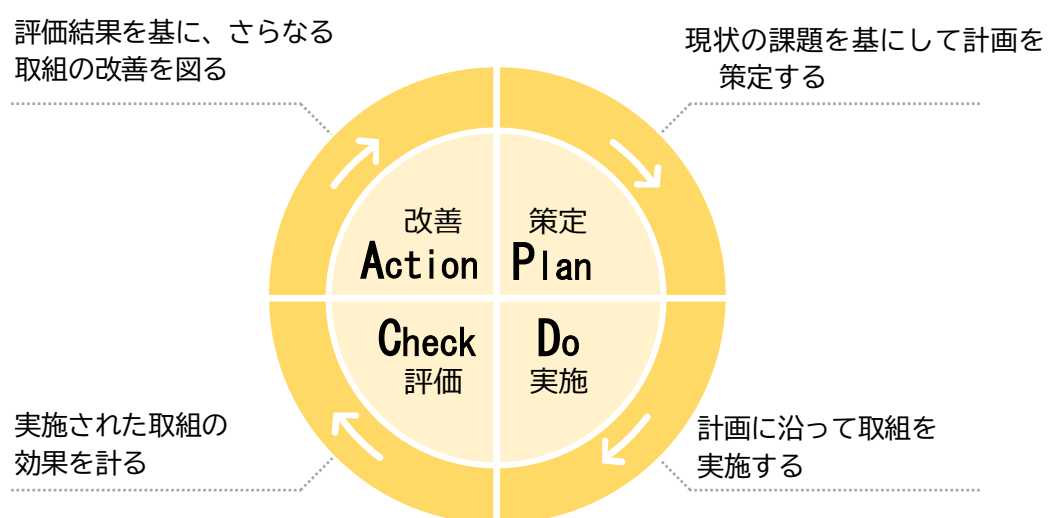 評価結果を基に、さらなる
取組の改善を図る
現状の課題を基にして計画を
策定する
改善
Action
策定
Plan
Check
評価
Do
実施
実施された取組の
効果を計る
計画に沿って取組を
実施する